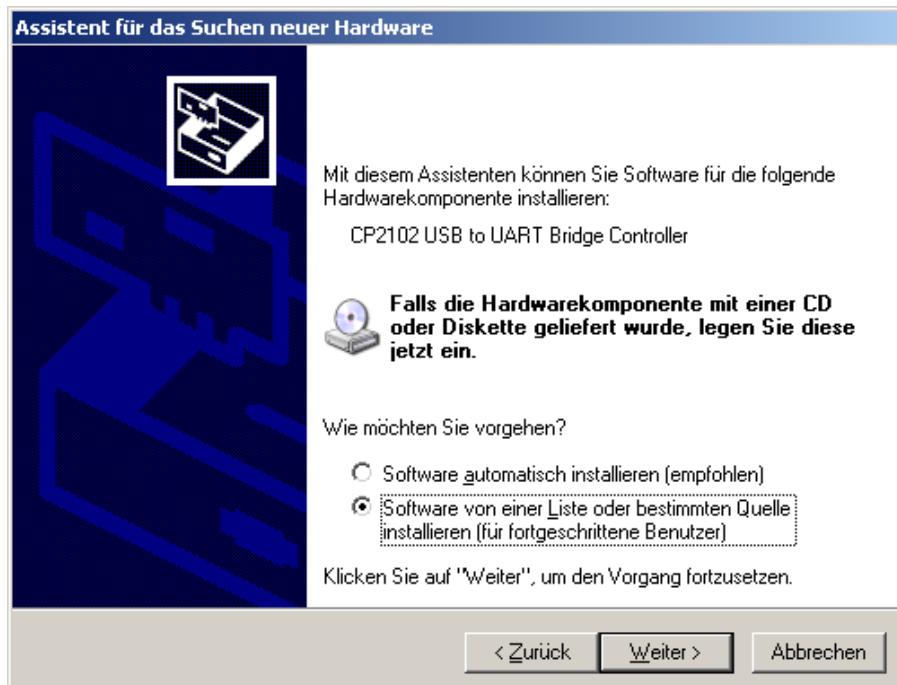 Assistent für das Suchen neuer Hardware
Mit diesem Assistenten können Sie Software für die folgende
Hardwarekomponente installieren:
CP2102 USB to UART Bridge Controller
Falls die Hardwarekomponente mit einer CD
oder Diskette geliefert wurde, legen Sie diese
jetzt ein.
Wie möchten Sie vorgehen?
Software automatisch installieren (empfohlen)
Software von einer Liste oder bestimmten Quelle
installieren (für fortgeschrittene Benutzer)
Klicken Sie auf "Weiter", um den Vorgang fortzusetzen.
< Zurück Weiter > Abbrechen